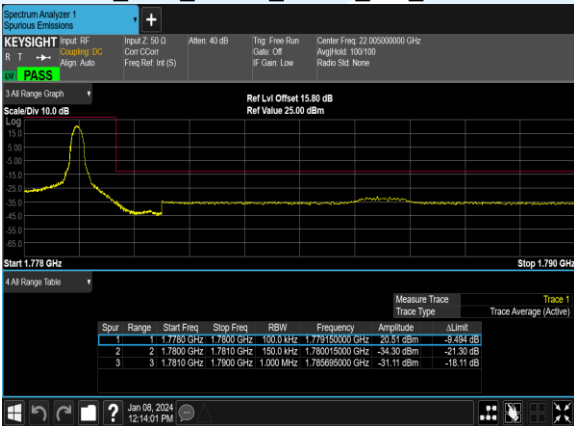 Spectrum Analyzer 1
Spurious Emissions
+
KEYSIGHT Input: RF Input Z: 50 Ω Atten: 40 dB Trig: Free Run Center Freq: 22.005000000 GHz
R T Coupling: DC Corr CCorr Gate: Off Avg|Hold: 100/100
Align: Auto Freq Ref: Int (S) IF Gain: Low Radio Std: None
PASS
3 All Range Graph
Ref Lvl Offset 15.80 dB
Scale/Div 10.0 dB Ref Value 25.00 dBm
Log
15.0
5.00
-5.00
-15.0
-25.0
-35.0
-45.0
-55.0
-65.0
Start 1.778 GHz Stop 1.790 GHz
4 All Range Table
Measure Trace Trace 1
Trace Type Trace Average (Active)
Spur Range Start Freq Stop Freq RBW Frequency Amplitude ΔLimit
1 1 1.7780 GHz 1.7800 GHz 100.0 kHz 1.779150000 GHz 20.51 dBm -9.494 dB
2 2 1.7800 GHz 1.7810 GHz 150.0 kHz 1.780015000 GHz -34.30 dBm -21.30 dB
3 3 1.7810 GHz 1.7900 GHz 1.000 MHz 1.785695000 GHz -31.11 dBm -18.11 dB
? Jan 08, 2024
12:14:01 PM